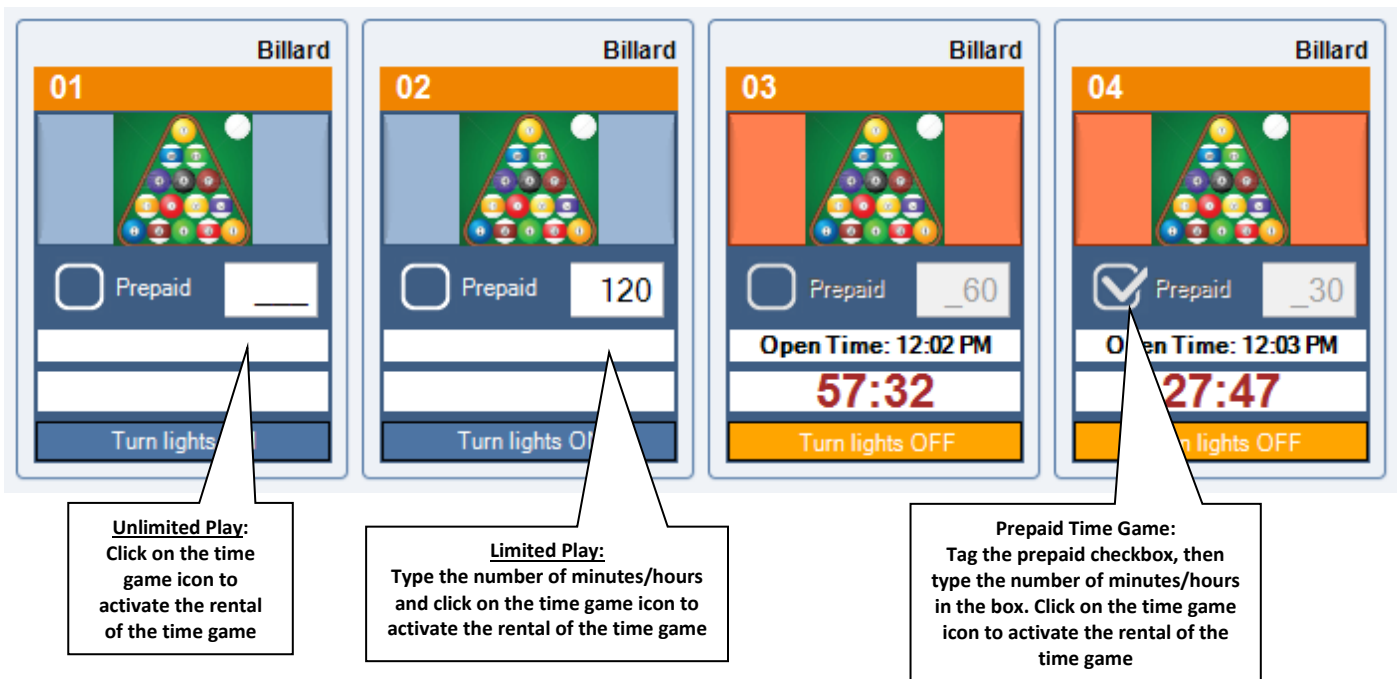 Billard
01
Prepaid
___
Turn lights
Unlimited Play:
Click on the time
game icon to
activate the rental
of the time game
Billard
02
Prepaid
120
Turn lights
Limited Play:
Type the number of minutes/hours
and click on the time game icon to
activate the rental of the time game
Billard
03
Prepaid
_60
Open Time: 12:02 PM
57:32
Turn lights OFF
Billard
04
Prepaid
_30
Time: 12:03 PM
27:47
lights OFF
Prepaid Time Game:
Tag the prepaid checkbox, then
type the number of minutes/hours
in the box. Click on the time game
icon to activate the rental of the
time game